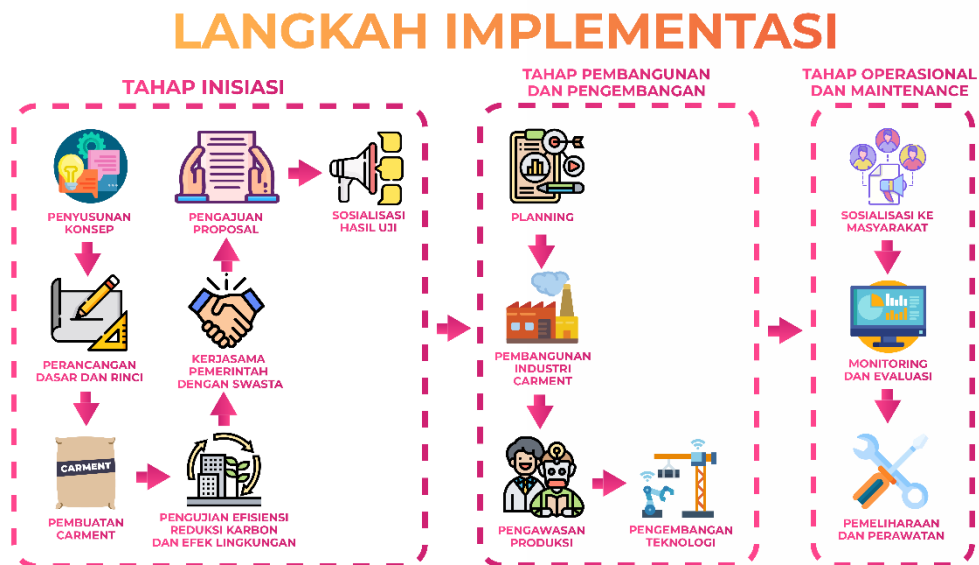 LANGKAH IMPLEMENTASI
TAHAP INISIASI
PENYUSUNAN
KONSEP
PERANCANGAN
DASAR DAN RINCI
CARMENT
PEMBUATAN
CARMENT
PENGUJIAN EFISIENSI
REDUKSI KARBON
DAN EFEK LINGKUNGAN
KERJASAMA
PEMERINTAH
DENGAN SWASTA
PENGAJUAN
PROPOSAL
SOSIALISASI
HASIL UJI
TAHAP PEMBANGUNAN
DAN PENGEMBANGAN
PLANNING
PEMBANGUNAN
INDUSTRI
CARMENT
PENGAWASAN
PRODUKSI
PENGEMBANGAN
TEKNOLOGI
TAHAP OPERASIONAL
DAN MAINTENANCE
SOSIALISASI KE
MASYARAKAT
MONITORING
DAN EVALUASI
PEMELIHARAAN
DAN PERAWATAN